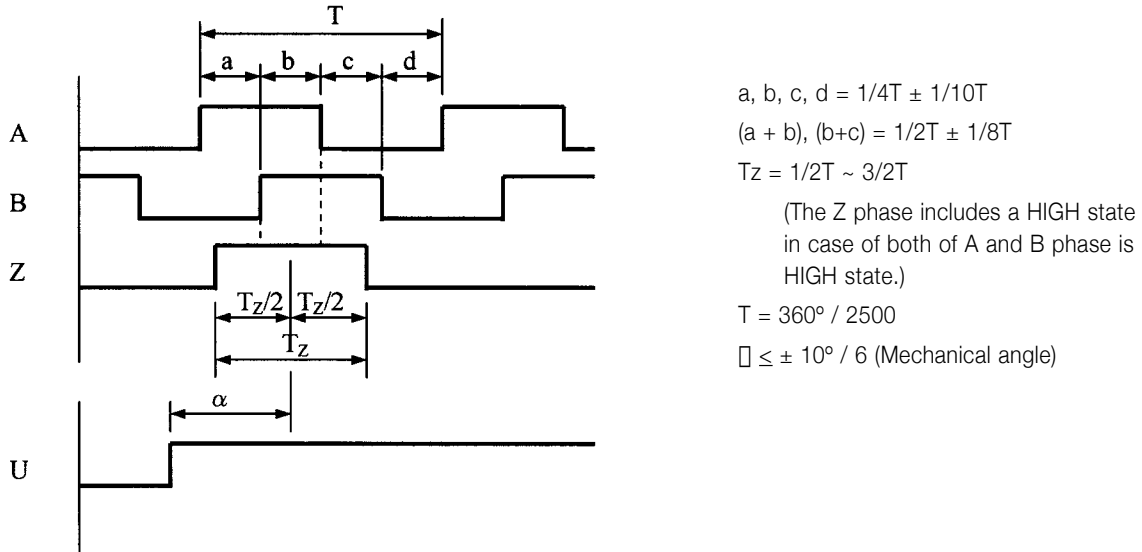 T
a b c d
A
B
Z
TZ/2 TZ/2
TZ
α
U
a, b, c, d = 1/4T ± 1/10T
(a + b), (b+c) = 1/2T ± 1/8T
Tz = 1/2T ~ 3/2T
(The Z phase includes a HIGH state
in case of both of A and B phase is
HIGH state.)
T = 360º / 2500
▯ ≤ ± 10º / 6 (Mechanical angle)